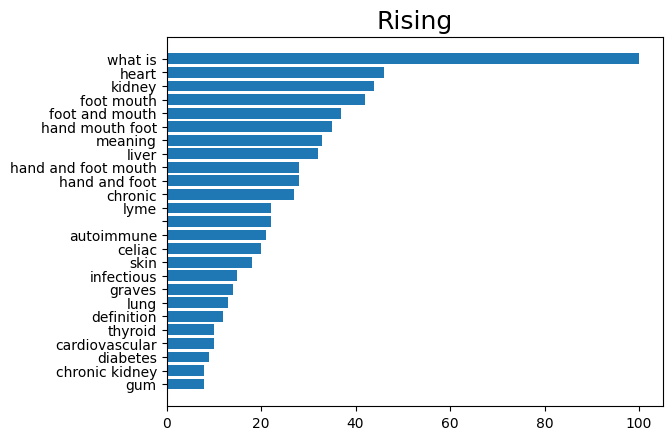 Rising
what is
heart
kidney
foot mouth
foot and mouth
hand mouth foot
meaning
liver
hand and foot mouth
hand and foot
chronic
lyme
autoimmune
celiac
skin
infectious
graves
lung
definition
thyroid
cardiovascular
diabetes
chronic kidney
gum
0 20 40 60 80 100